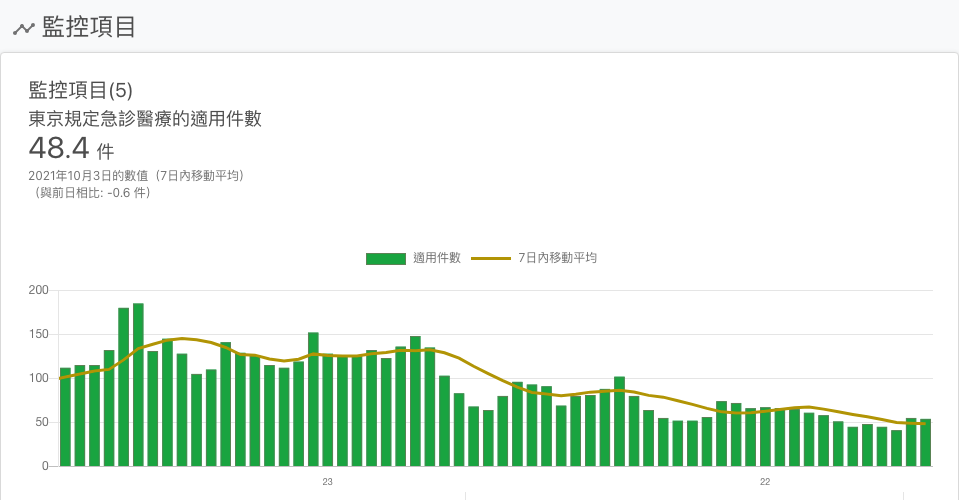 監控項目
監控項目(5)
東京規定急診醫療的適用件數
48.4 件
2021年10月3日的數值（7日內移動平均）
（與前日相比: -0.6 件）
適用件數 7日內移動平均
200
150
100
50
0
23 22